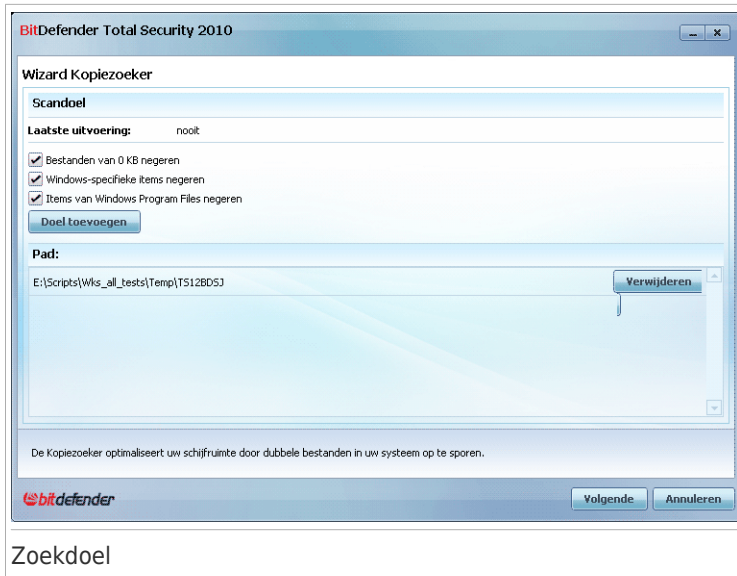 BitDefender Total Security 2010
Wizard Kopiezoeker
Scandoel
Laatste uitvoering: nooit
Bestanden van 0 KB negeren
Windows-specifieke items negeren
Items van Windows Program Files negeren
Doel toevoegen
Pad:
E:\Scripts\Wks_all_tests\Temp\TS12BDSJ
Verwijderen
De Kopiezoeker optimaliseert uw schijfruimte door dubbele bestanden in uw systeem op te sporen.
bitdefender
Volgende
Annuleren
Zoekdoel